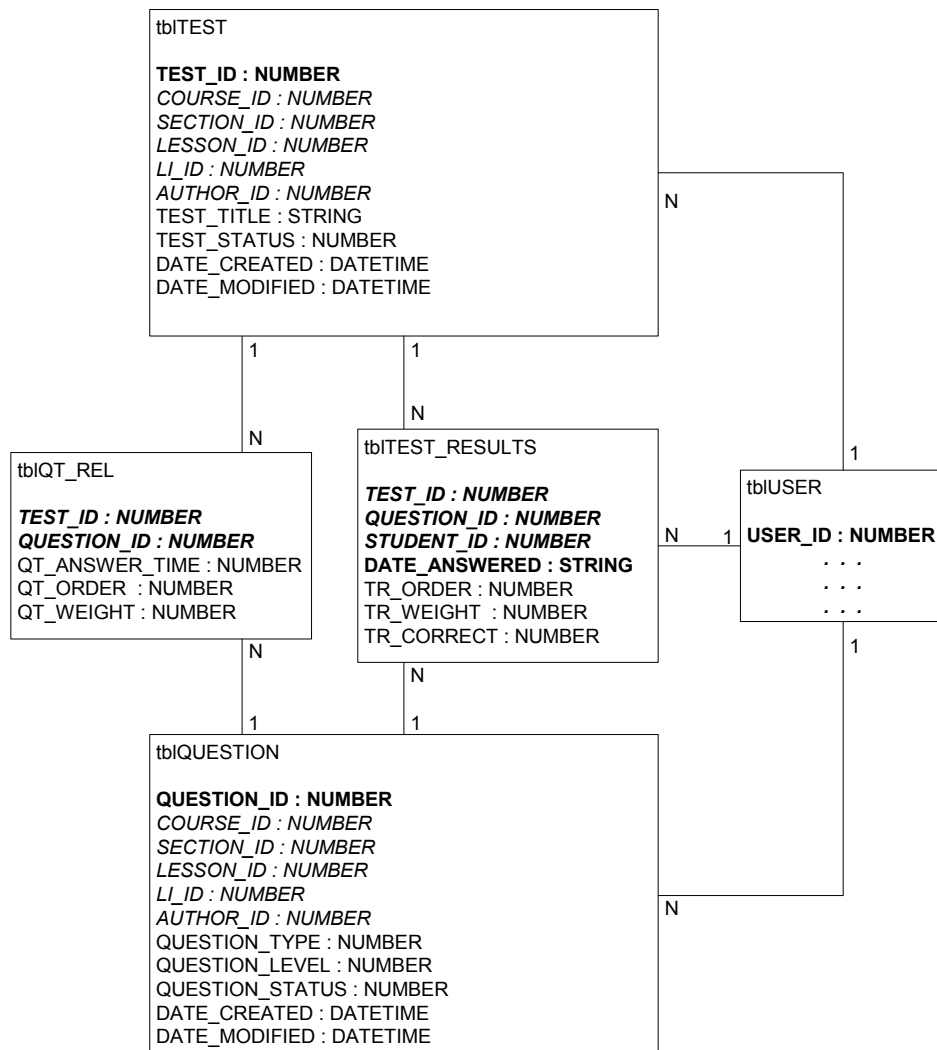 tblTEST
TEST_ID : NUMBER
COURSE_ID : NUMBER
SECTION_ID : NUMBER
LESSON_ID : NUMBER
LI_ID : NUMBER
AUTHOR_ID : NUMBER
TEST_TITLE : STRING
TEST_STATUS : NUMBER
DATE_CREATED : DATETIME
DATE_MODIFIED : DATETIME
N
1
1
N
N
1
tblQT_REL
TEST_ID : NUMBER
QUESTION_ID : NUMBER
QT_ANSWER_TIME : NUMBER
QT_ORDER : NUMBER
QT_WEIGHT : NUMBER
tblTEST_RESULTS
TEST_ID : NUMBER
QUESTION_ID : NUMBER
STUDENT_ID : NUMBER
DATE_ANSWERED : STRING
TR_ORDER : NUMBER
TR_WEIGHT : NUMBER
TR_CORRECT : NUMBER
N
1
tblUSER
USER_ID : NUMBER
. . .
. . .
. . .
N
N
1
1
1
tblQUESTION
QUESTION_ID : NUMBER
COURSE_ID : NUMBER
SECTION_ID : NUMBER
LESSON_ID : NUMBER
LI_ID : NUMBER
AUTHOR_ID : NUMBER
QUESTION_TYPE : NUMBER
QUESTION_LEVEL : NUMBER
QUESTION_STATUS : NUMBER
DATE_CREATED : DATETIME
DATE_MODIFIED : DATETIME
N